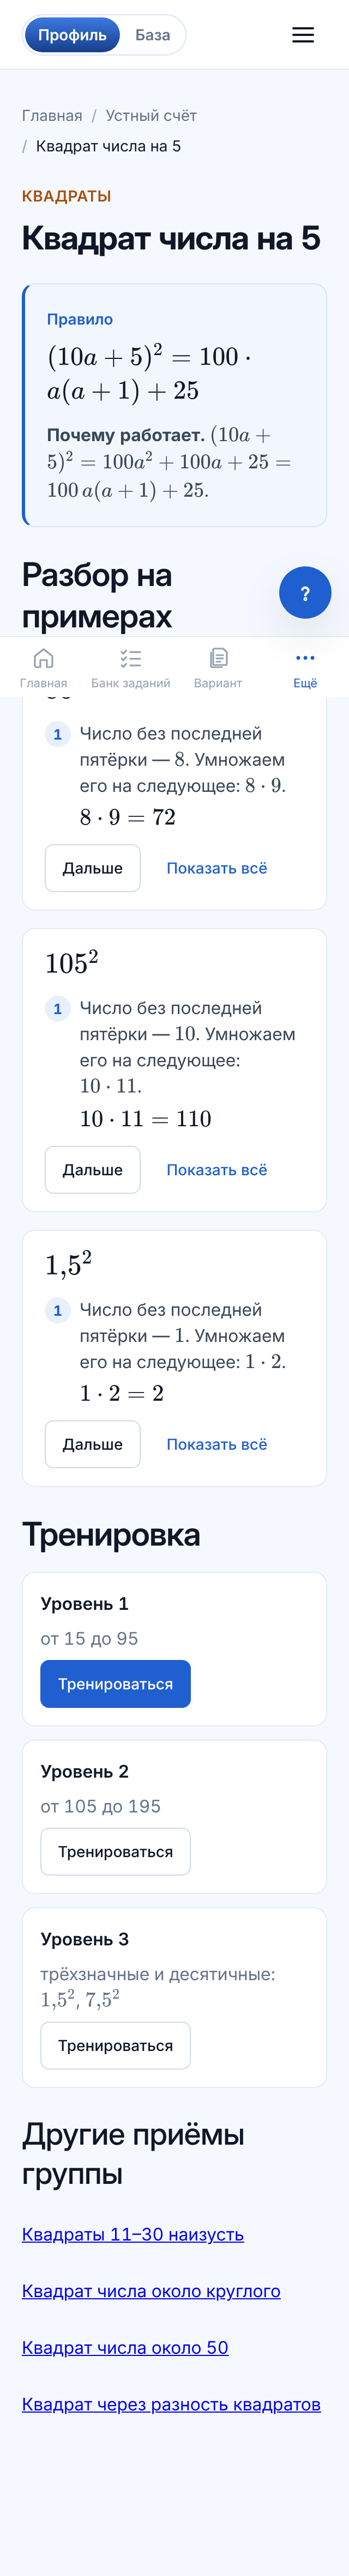 Профиль База
Главная / Устный счёт
/ Квадрат числа на 5
КВАДРАТЫ
Квадрат числа на 5
Правило
(10a + 5)² = 100 ·
a(a + 1) + 25
Почему работает. (10a +
5)² = 100a² + 100a + 25 =
100 a(a + 1) + 25.
Разбор на
примерах
?
Главная Банк заданий Вариант Ещё
1 Число без последней
пятёрки — 8. Умножаем
его на следующее: 8 · 9.
8 · 9 = 72
Дальше Показать всё
105²
1 Число без последней
пятёрки — 10. Умножаем
его на следующее:
10 · 11.
10 · 11 = 110
Дальше Показать всё
1,5²
1 Число без последней
пятёрки — 1. Умножаем
его на следующее: 1 · 2.
1 · 2 = 2
Дальше Показать всё
Тренировка
Уровень 1
от 15 до 95
Тренироваться
Уровень 2
от 105 до 195
Тренироваться
Уровень 3
трёхзначные и десятичные:
1,5², 7,5²
Тренироваться
Другие приёмы
группы
Квадраты 11–30 наизусть
Квадрат числа около круглого
Квадрат числа около 50
Квадрат через разность квадратов